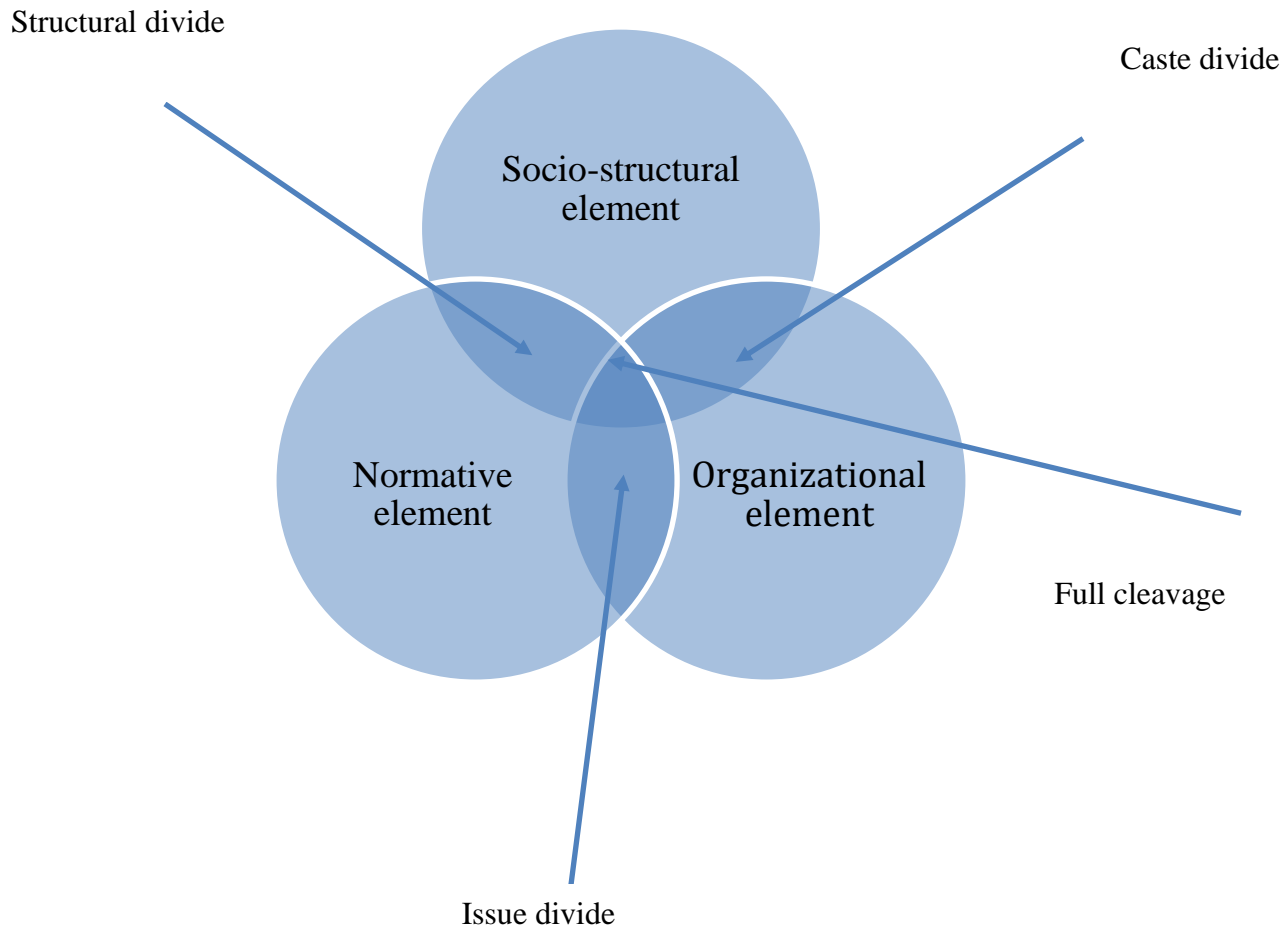 Structural divide
Caste divide
Socio-structural
element
Normative
element
Organizational
element
Full cleavage
Issue divide